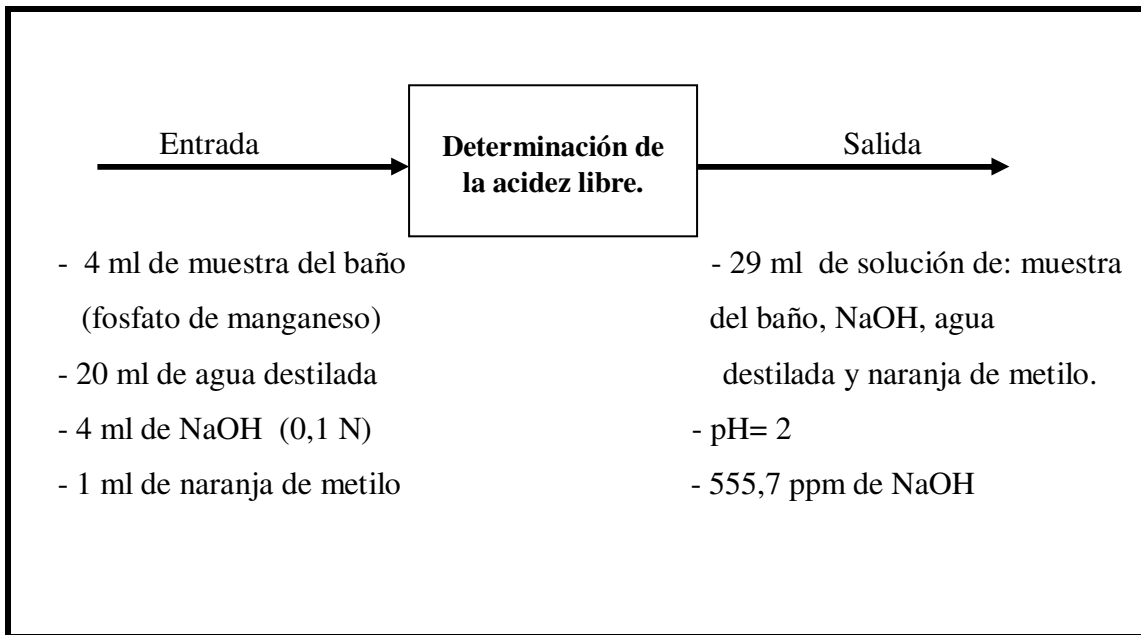 Entrada
Determinación de
la acidez libre.
Salida
- 4 ml de muestra del baño
(fosfato de manganeso)
- 20 ml de agua destilada
- 4 ml de NaOH (0,1 N)
- 1 ml de naranja de metilo
- 29 ml de solución de: muestra
del baño, NaOH, agua
destilada y naranja de metilo.
- pH= 2
- 555,7 ppm de NaOH